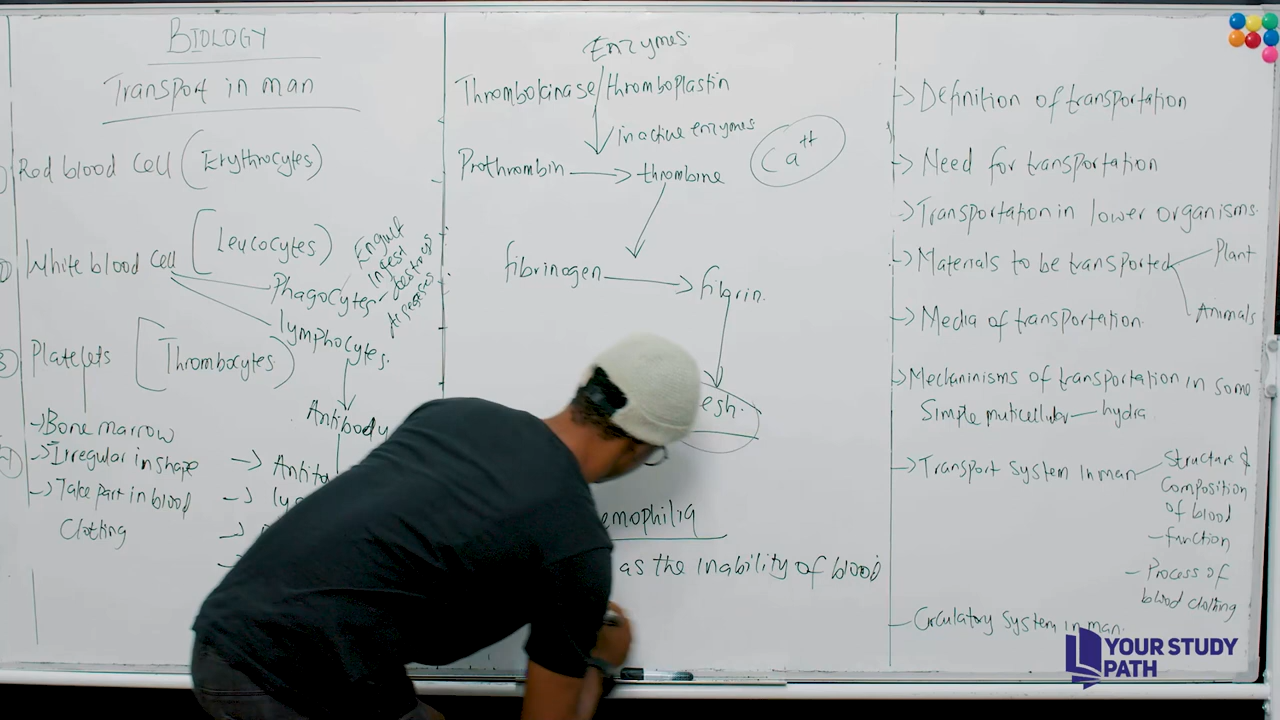 BIOLOGY
Transport in man
Red blood cell (Erythrocytes)
White blood cell [Leucocytes)
Phagocytes
Engulf
Ingest
destroys
lymphocytes.
Antibody
Platelets [Thrombocytes)
→ Bone marrow
→ Irregular in shape
→ Take part in blood
Clotting
Enzymes.
Thrombokinase/thromboplastin
inactive enzymes
Ca++
Prothrombin → thrombine
fibrinogen → fibrin.
as the inability of blood
→ Definition of transportation
→ Need for transportation
→ Transportation in lower organisms.
→ Materials to be transported
Plant
Animals
→ Media of transportation.
→ Mechaninisms of transportation in some
Simple muticellular — hydra
→ Transport system in man
Structure &
Composition
of blood
- function
- Process of
blood clotting
- Circulatory system in man.
YOUR STUDY
PATH